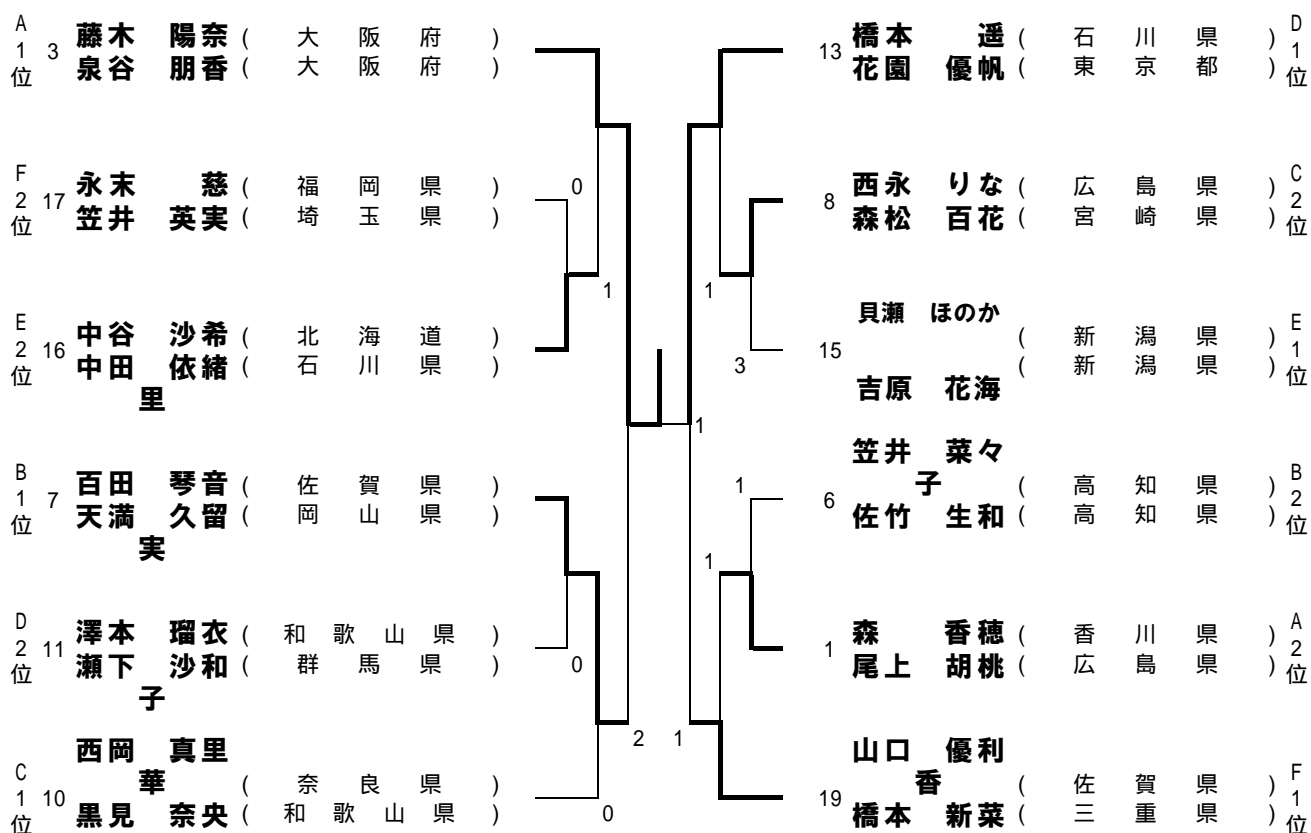 A 1 位 3 藤木 陽奈 ( 大 阪 府 )
泉谷 朋香 ( 大 阪 府 )
F 2 位 17 永末 慈 ( 福 岡 県 ) 0
笠井 英実 ( 埼 玉 県 )
1
E 2 位 16 中谷 沙希 ( 北 海 道 )
中田 依緒里 ( 石 川 県 )
B 1 位 7 百田 琴音 ( 佐 賀 県 )
天満 久留実 ( 岡 山 県 )
D 2 位 11 澤本 瑠衣 ( 和 歌 山 県 )
瀬下 沙和子 ( 群 馬 県 ) 0
2
C 1 位 10 西岡 真里華 ( 奈 良 県 )
黒見 奈央 ( 和 歌 山 県 ) 0
1
13 橋本 遥 ( 石 川 県 ) D 1 位
花園 優帆 ( 東 京 都 )
8 西永 りな ( 広 島 県 ) C 2 位
森松 百花 ( 宮 崎 県 )
1
3 15 貝瀬 ほのか ( 新 潟 県 ) E 1 位
吉原 花海 ( 新 潟 県 )
1 6 笠井 菜々子 ( 高 知 県 ) B 2 位
佐竹 生和 ( 高 知 県 )
1
1 森 香穂 ( 香 川 県 ) A 2 位
尾上 胡桃 ( 広 島 県 )
1
19 山口 優利香 ( 佐 賀 県 ) F 1 位
橋本 新菜 ( 三 重 県 )